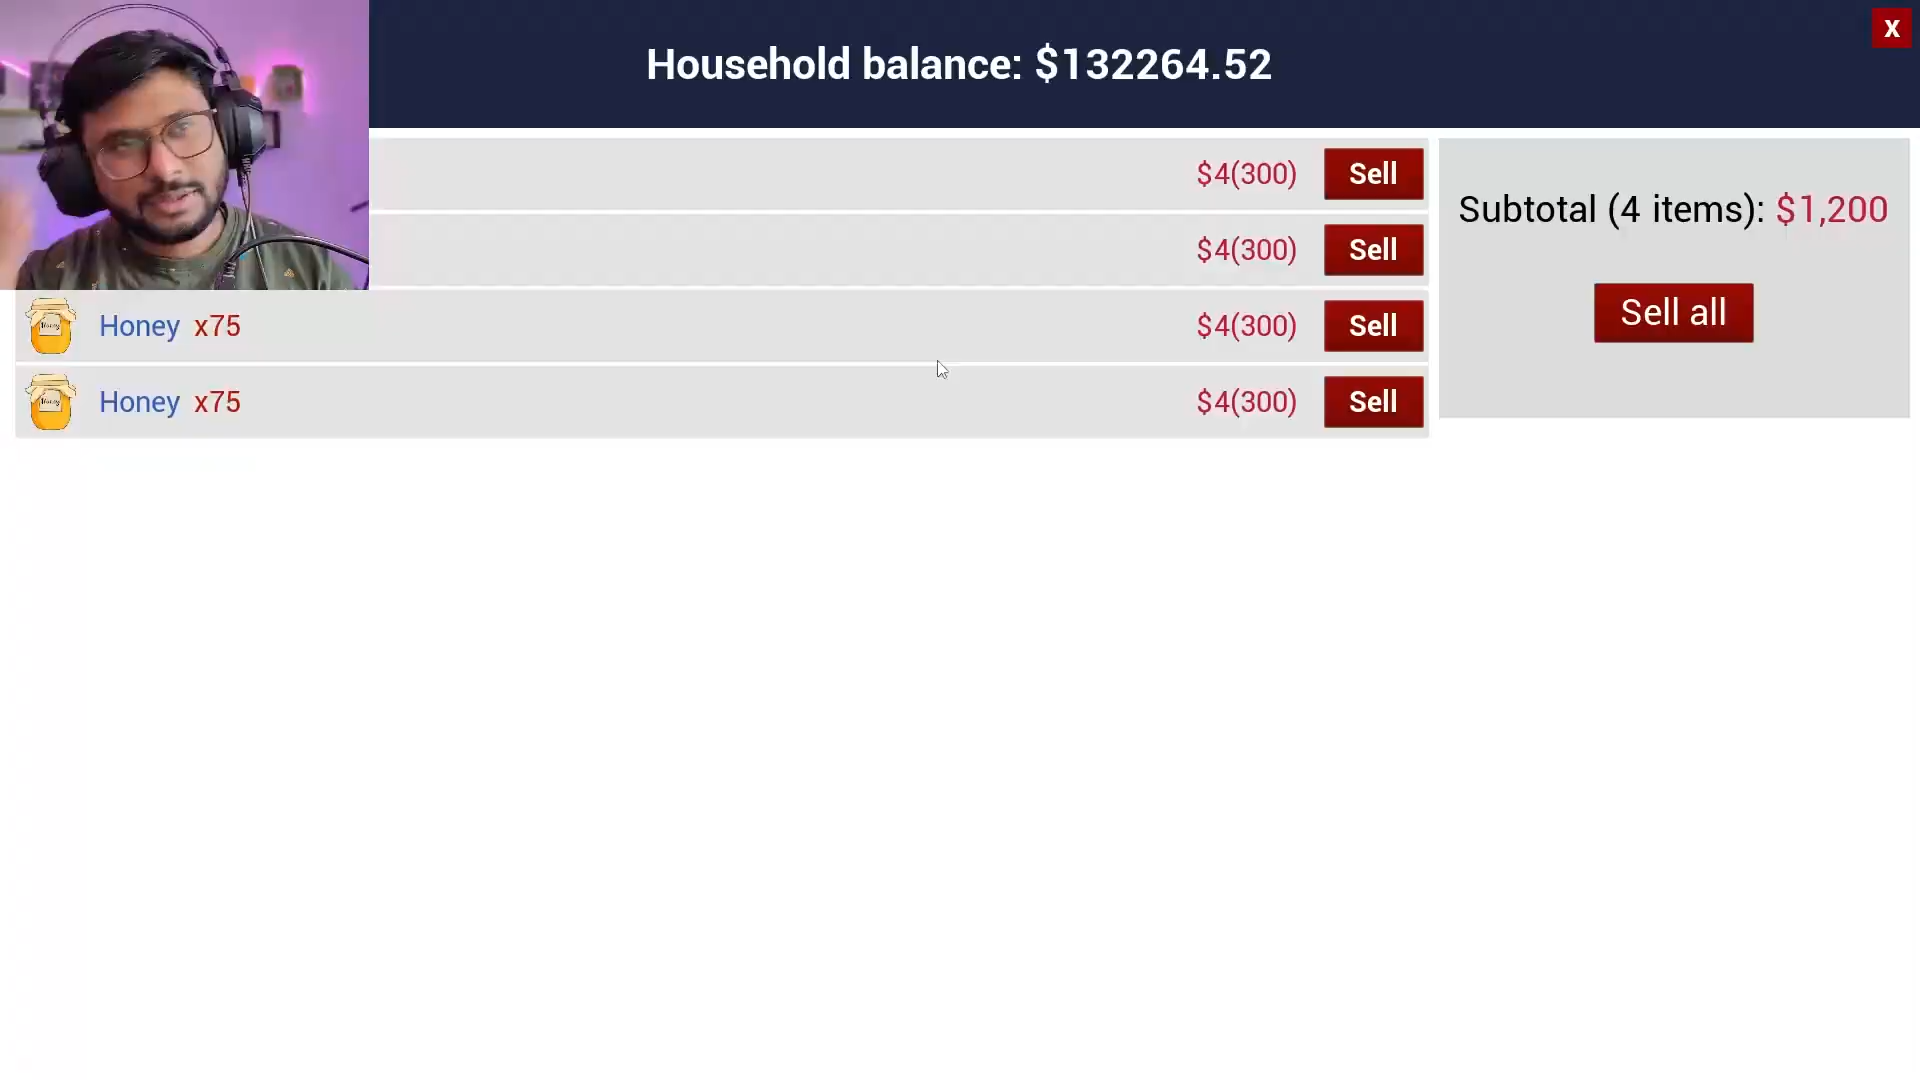 Household balance: $132264.52
X
$4(300) Sell
$4(300) Sell
Honey x75 $4(300) Sell
Honey x75 $4(300) Sell
Subtotal (4 items): $1,200
Sell all